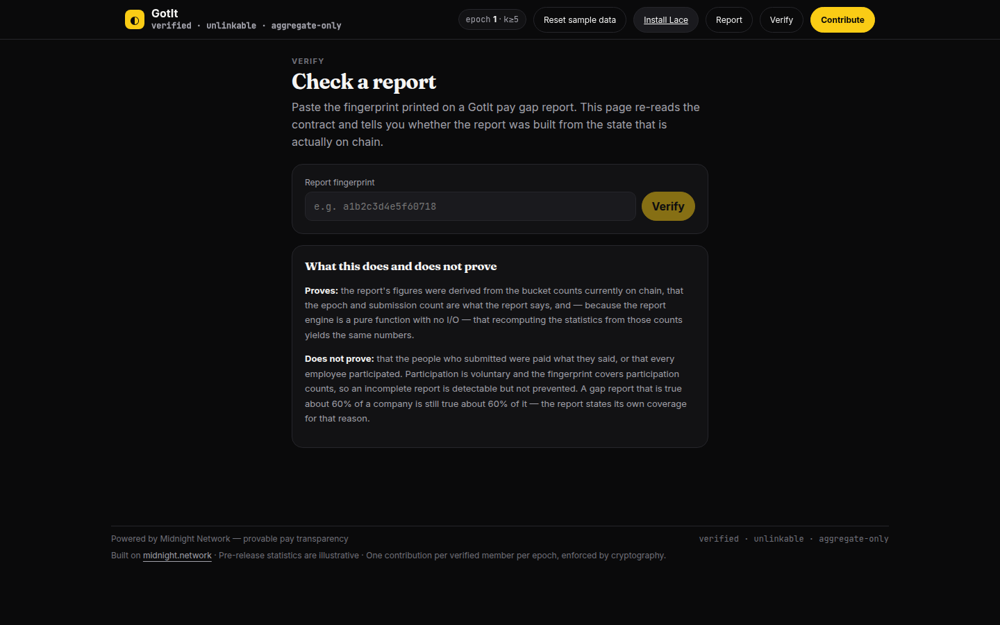 GotIt
verified · unlinkable · aggregate-only
epoch 1 · k≥5
Reset sample data
Install Lace
Report
Verify
Contribute
VERIFY
Check a report
Paste the fingerprint printed on a GotIt pay gap report. This page re-reads the
contract and tells you whether the report was built from the state that is
actually on chain.
Report fingerprint
e.g. a1b2c3d4e5f60718
Verify
What this does and does not prove
Proves: the report's figures were derived from the bucket counts currently on chain, that
the epoch and submission count are what the report says, and — because the report
engine is a pure function with no I/O — that recomputing the statistics from those counts
yields the same numbers.
Does not prove: that the people who submitted were paid what they said, or that every
employee participated. Participation is voluntary and the fingerprint covers participation
counts, so an incomplete report is detectable but not prevented. A gap report that is true
about 60% of a company is still true about 60% of it — the report states its own coverage
for that reason.
Powered by Midnight Network — provable pay transparency
verified · unlinkable · aggregate-only
Built on midnight.network · Pre-release statistics are illustrative · One contribution per verified member per epoch, enforced by cryptography.